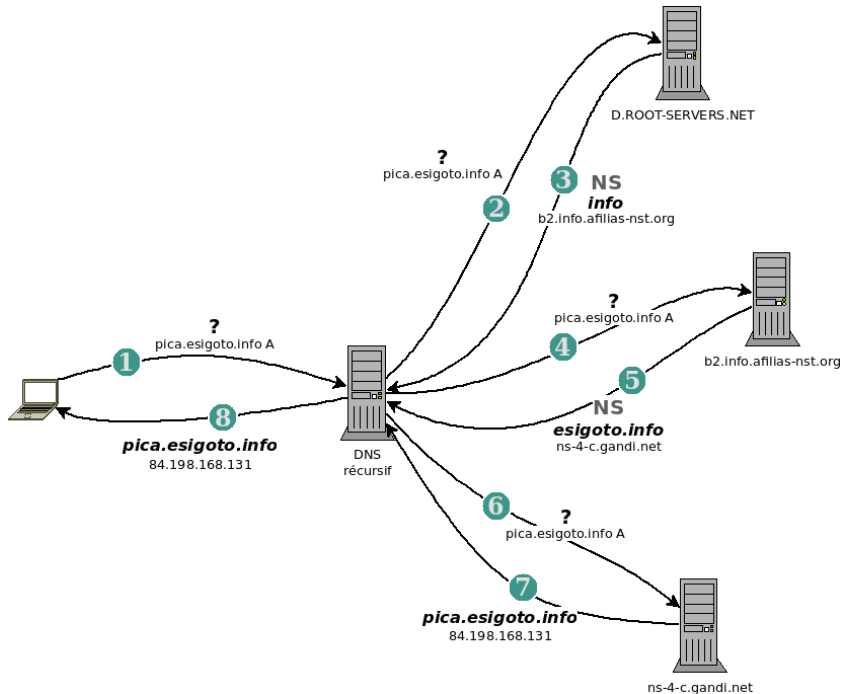 D.ROOT-SERVERS.NET
?
pica.esigoto.info A
2
3
NS
info
b2.info.afilias-nst.org
?
pica.esigoto.info A
4
b2.info.afilias-nst.org
?
pica.esigoto.info A
1
5
NS
esigoto.info
ns-4-c.gandi.net
8
pica.esigoto.info
84.198.168.131
DNS
récursif
6
?
pica.esigoto.info A
7
pica.esigoto.info
84.198.168.131
ns-4-c.gandi.net